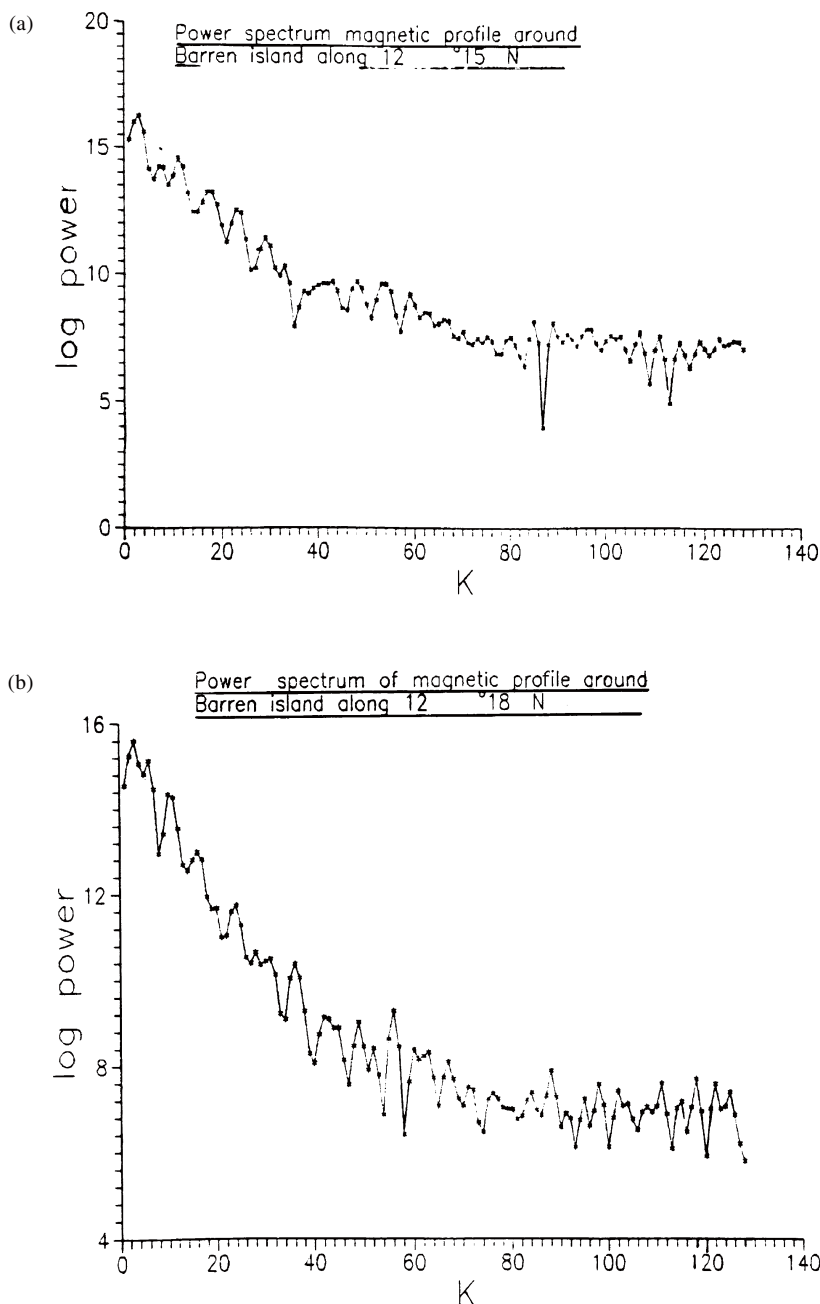 (a)
Power spectrum magnetic profile around
Barren island along 12 °15 N
20
15
10
5
0
log power
0 20 40 60 80 100 120 140
K
(b)
Power spectrum of magnetic profile around
Barren island along 12 °18 N
16
12
8
4
log power
0 20 40 60 80 100 120 140
K